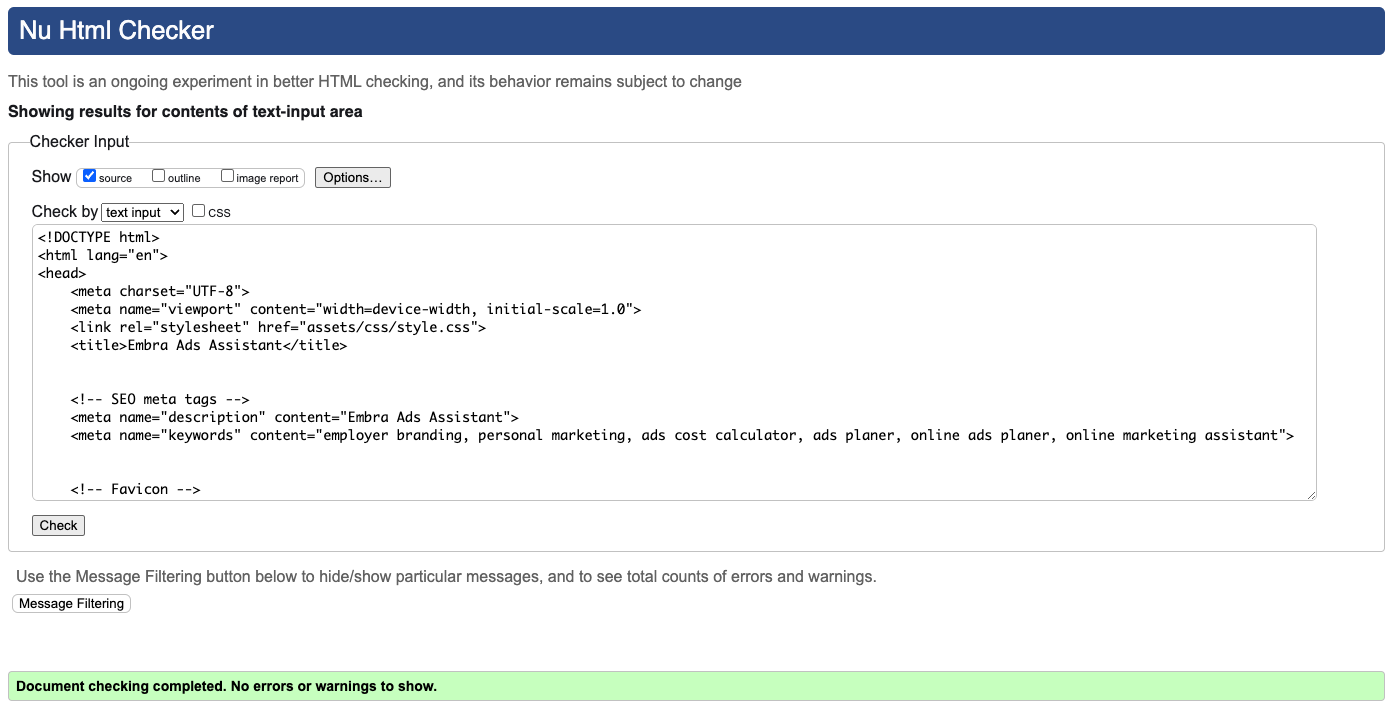 Nu Html Checker
This tool is an ongoing experiment in better HTML checking, and its behavior remains subject to change
Showing results for contents of text-input area
Checker Input
Show source outline image report Options...
Check by text input CSS
<!DOCTYPE html>
<html lang="en">
<head>
    <meta charset="UTF-8">
    <meta name="viewport" content="width=device-width, initial-scale=1.0">
    <link rel="stylesheet" href="assets/css/style.css">
    <title>Embra Ads Assistant</title>
    <!-- SEO meta tags -->
    <meta name="description" content="Embra Ads Assistant">
    <meta name="keywords" content="employer branding, personal marketing, ads cost calculator, ads planer, online ads planer, online marketing assistant">
    <!-- Favicon -->
Check
Use the Message Filtering button below to hide/show particular messages, and to see total counts of errors and warnings.
Message Filtering
Document checking completed. No errors or warnings to show.